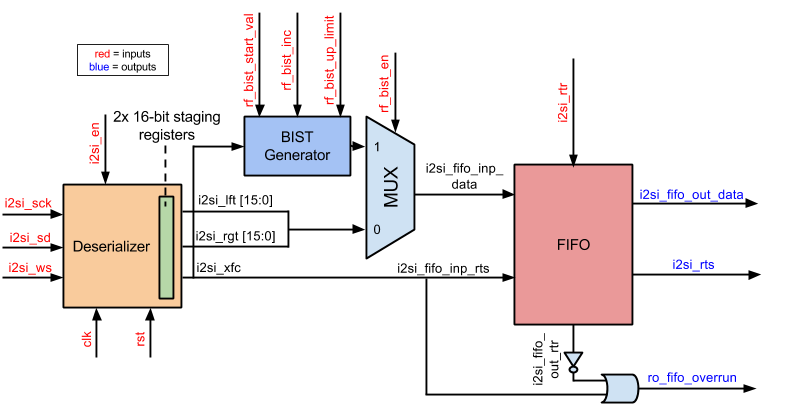 red = inputs
blue = outputs
rf_bist_start_val
rf_bist_inc
rf_bist_up_limit
rf_bist_en
i2si_rtr
i2si_en
2x 16-bit staging
registers
BIST
Generator
1
MUX
0
i2si_fifo_inp_
data
i2si_sck
i2si_sd
i2si_ws
Deserializer
i2si_lft [15:0]
i2si_rgt [15:0]
i2si_xfc
i2si_fifo_inp_rts
FIFO
i2si_fifo_out_data
i2si_rts
clk
rst
i2si_fifo_
out_rtr
ro_fifo_overrun